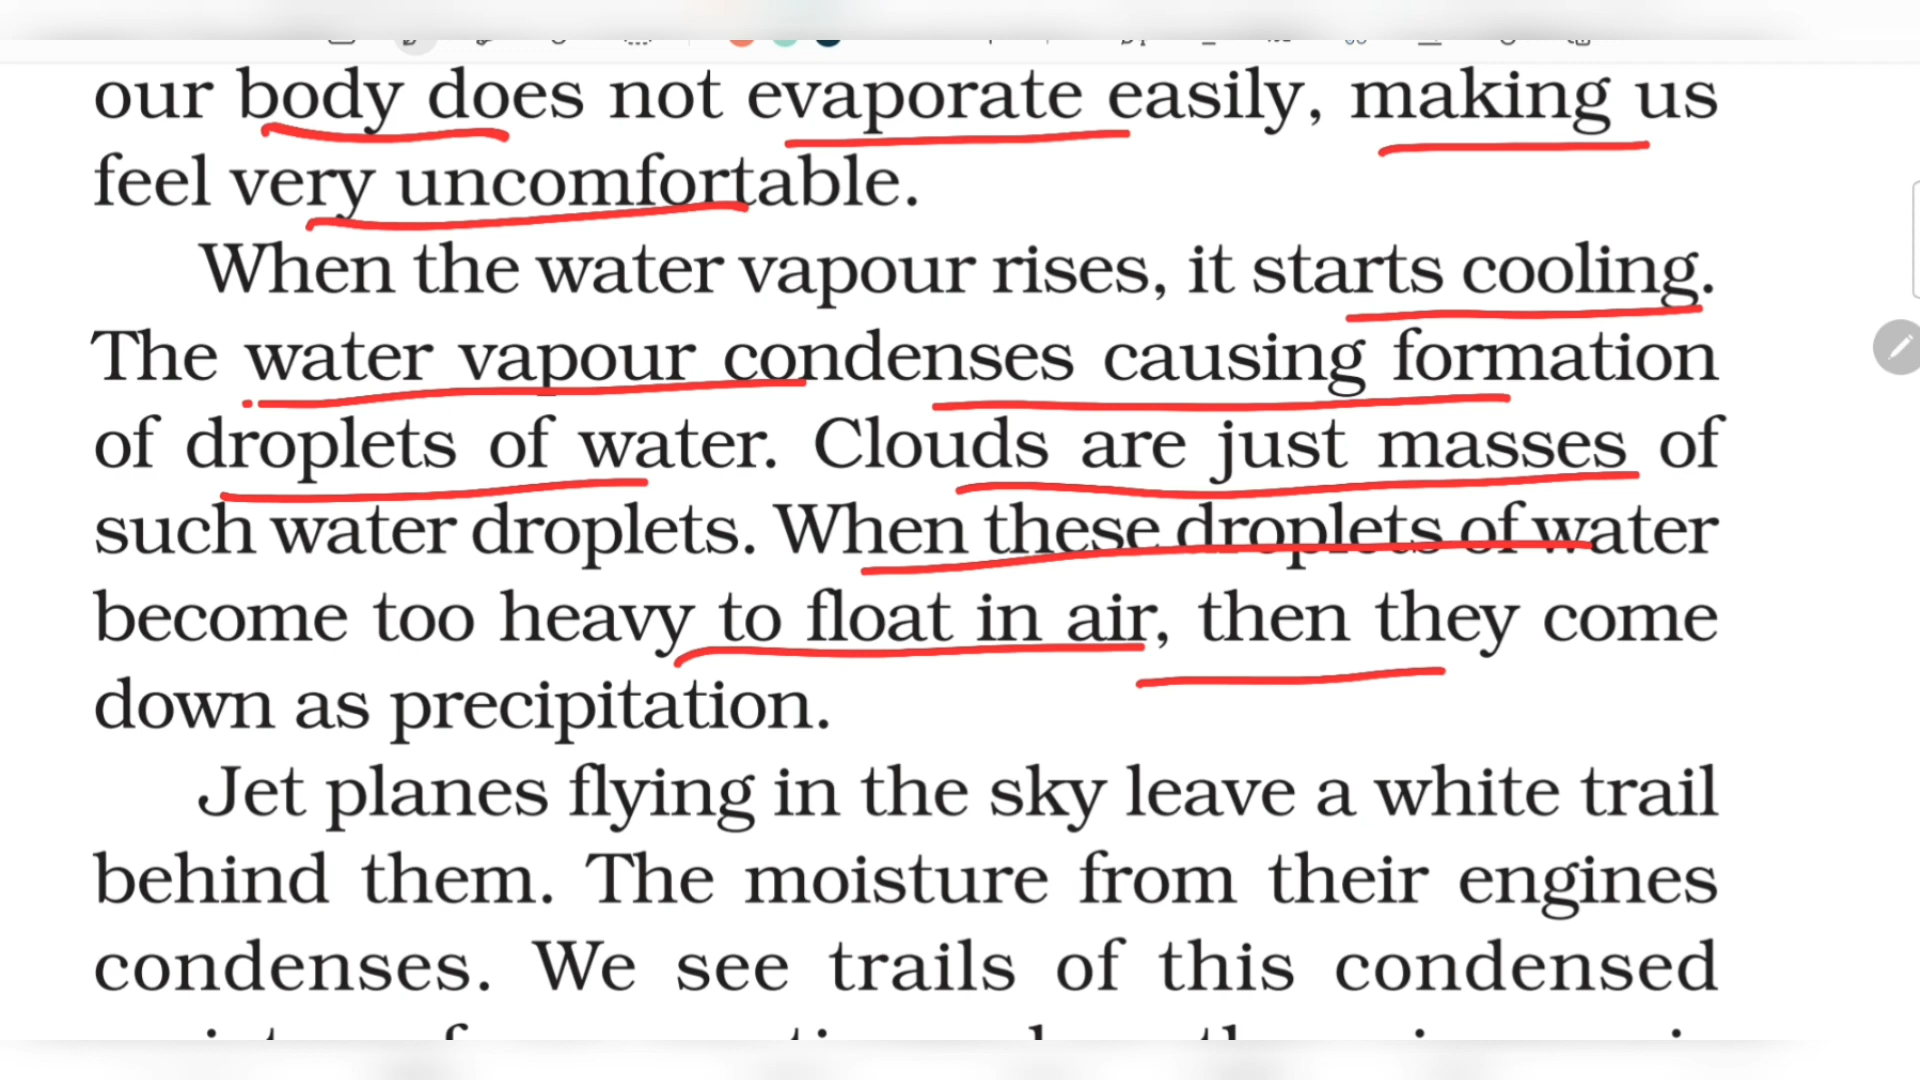 our body does not evaporate easily, making us
feel very uncomfortable.
When the water vapour rises, it starts cooling.
The water vapour condenses causing formation
of droplets of water. Clouds are just masses of
such water droplets. When these droplets of water
become too heavy to float in air, then they come
down as precipitation.
Jet planes flying in the sky leave a white trail
behind them. The moisture from their engines
condenses. We see trails of this condensed